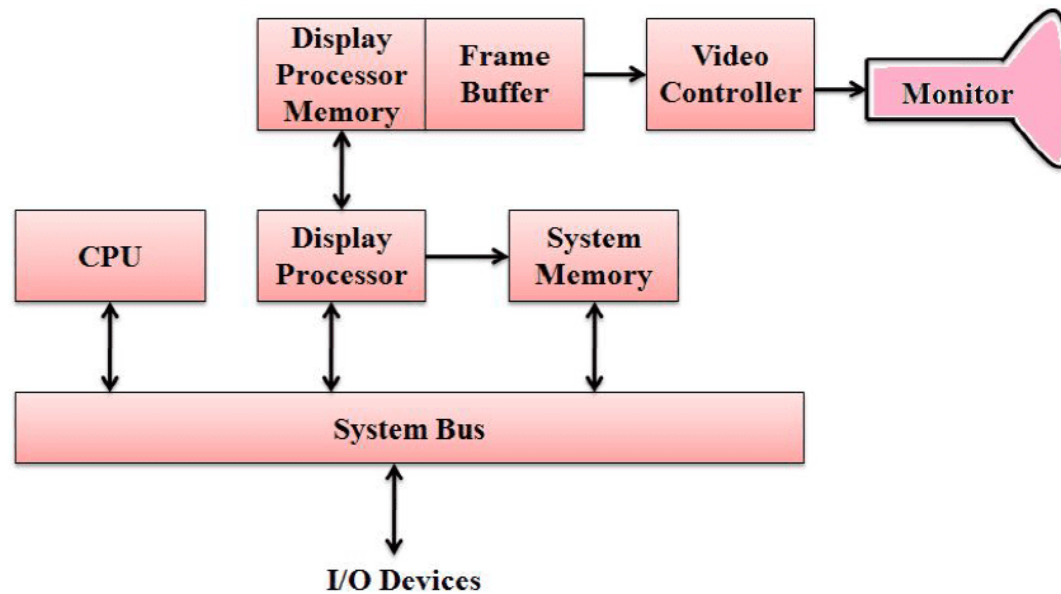 Display
Processor
Memory
Frame
Buffer
Video
Controller
Monitor
CPU
Display
Processor
System
Memory
System Bus
I/O Devices